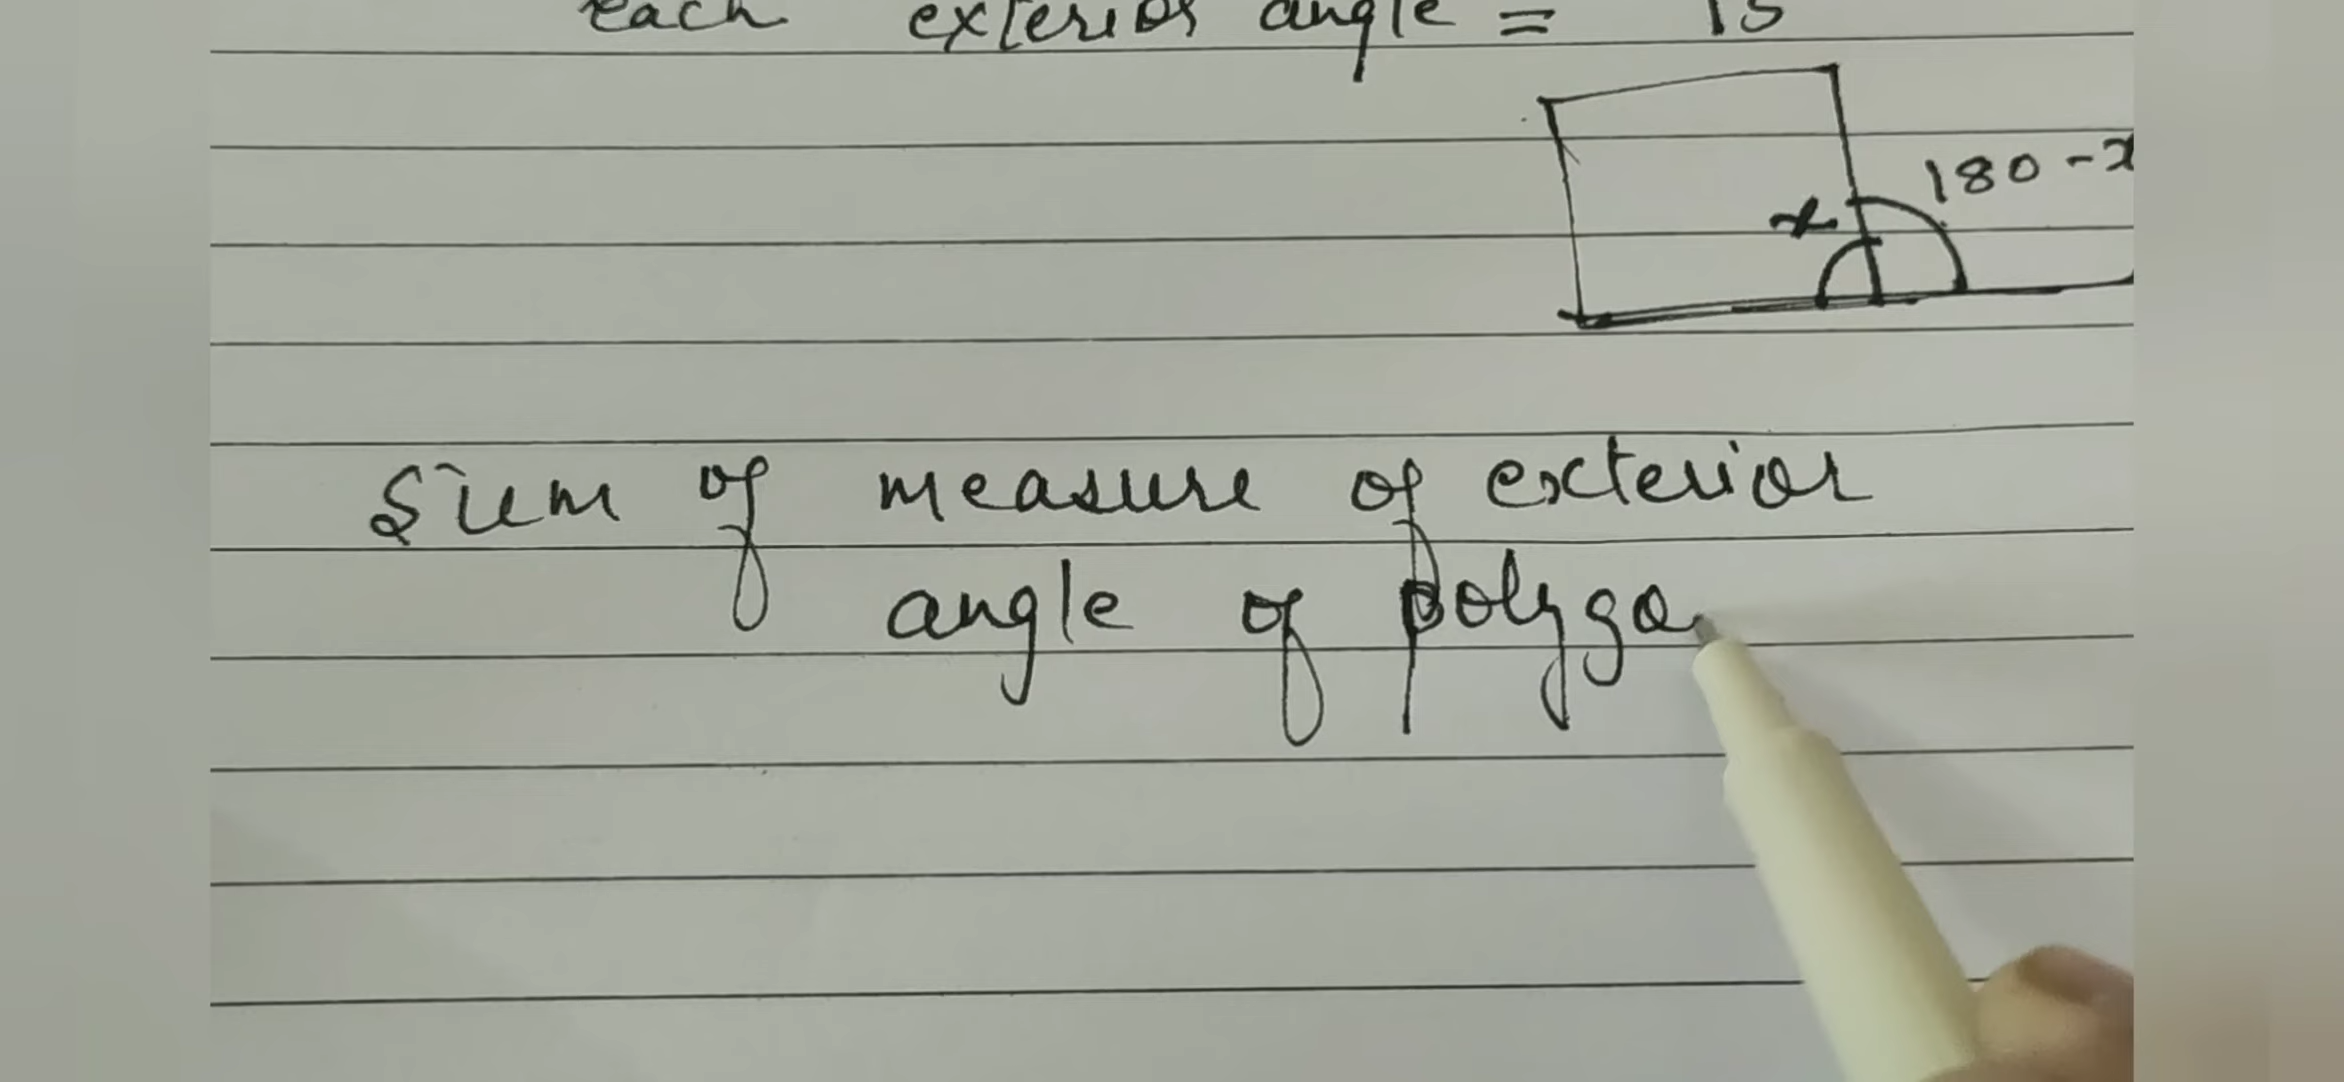 each exterior angle = 15
180 - x
x
Sum of measure of exterior
angle of polygo